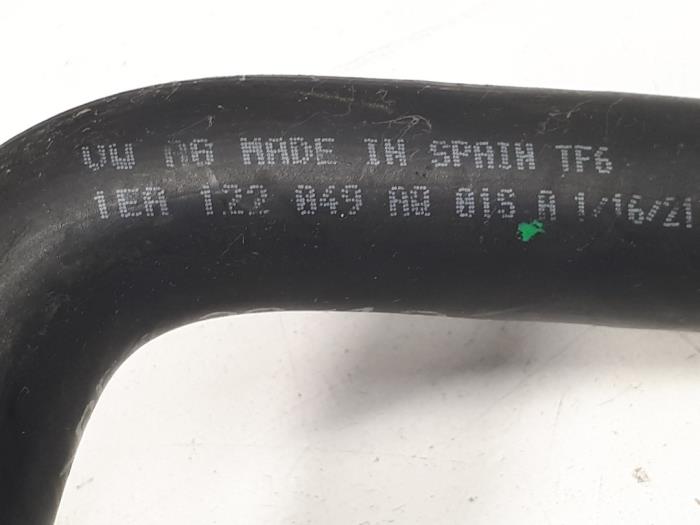 VW AG MADE IN SPAIN TF6
1EA 122 049 AQ 015 A 1/16/21